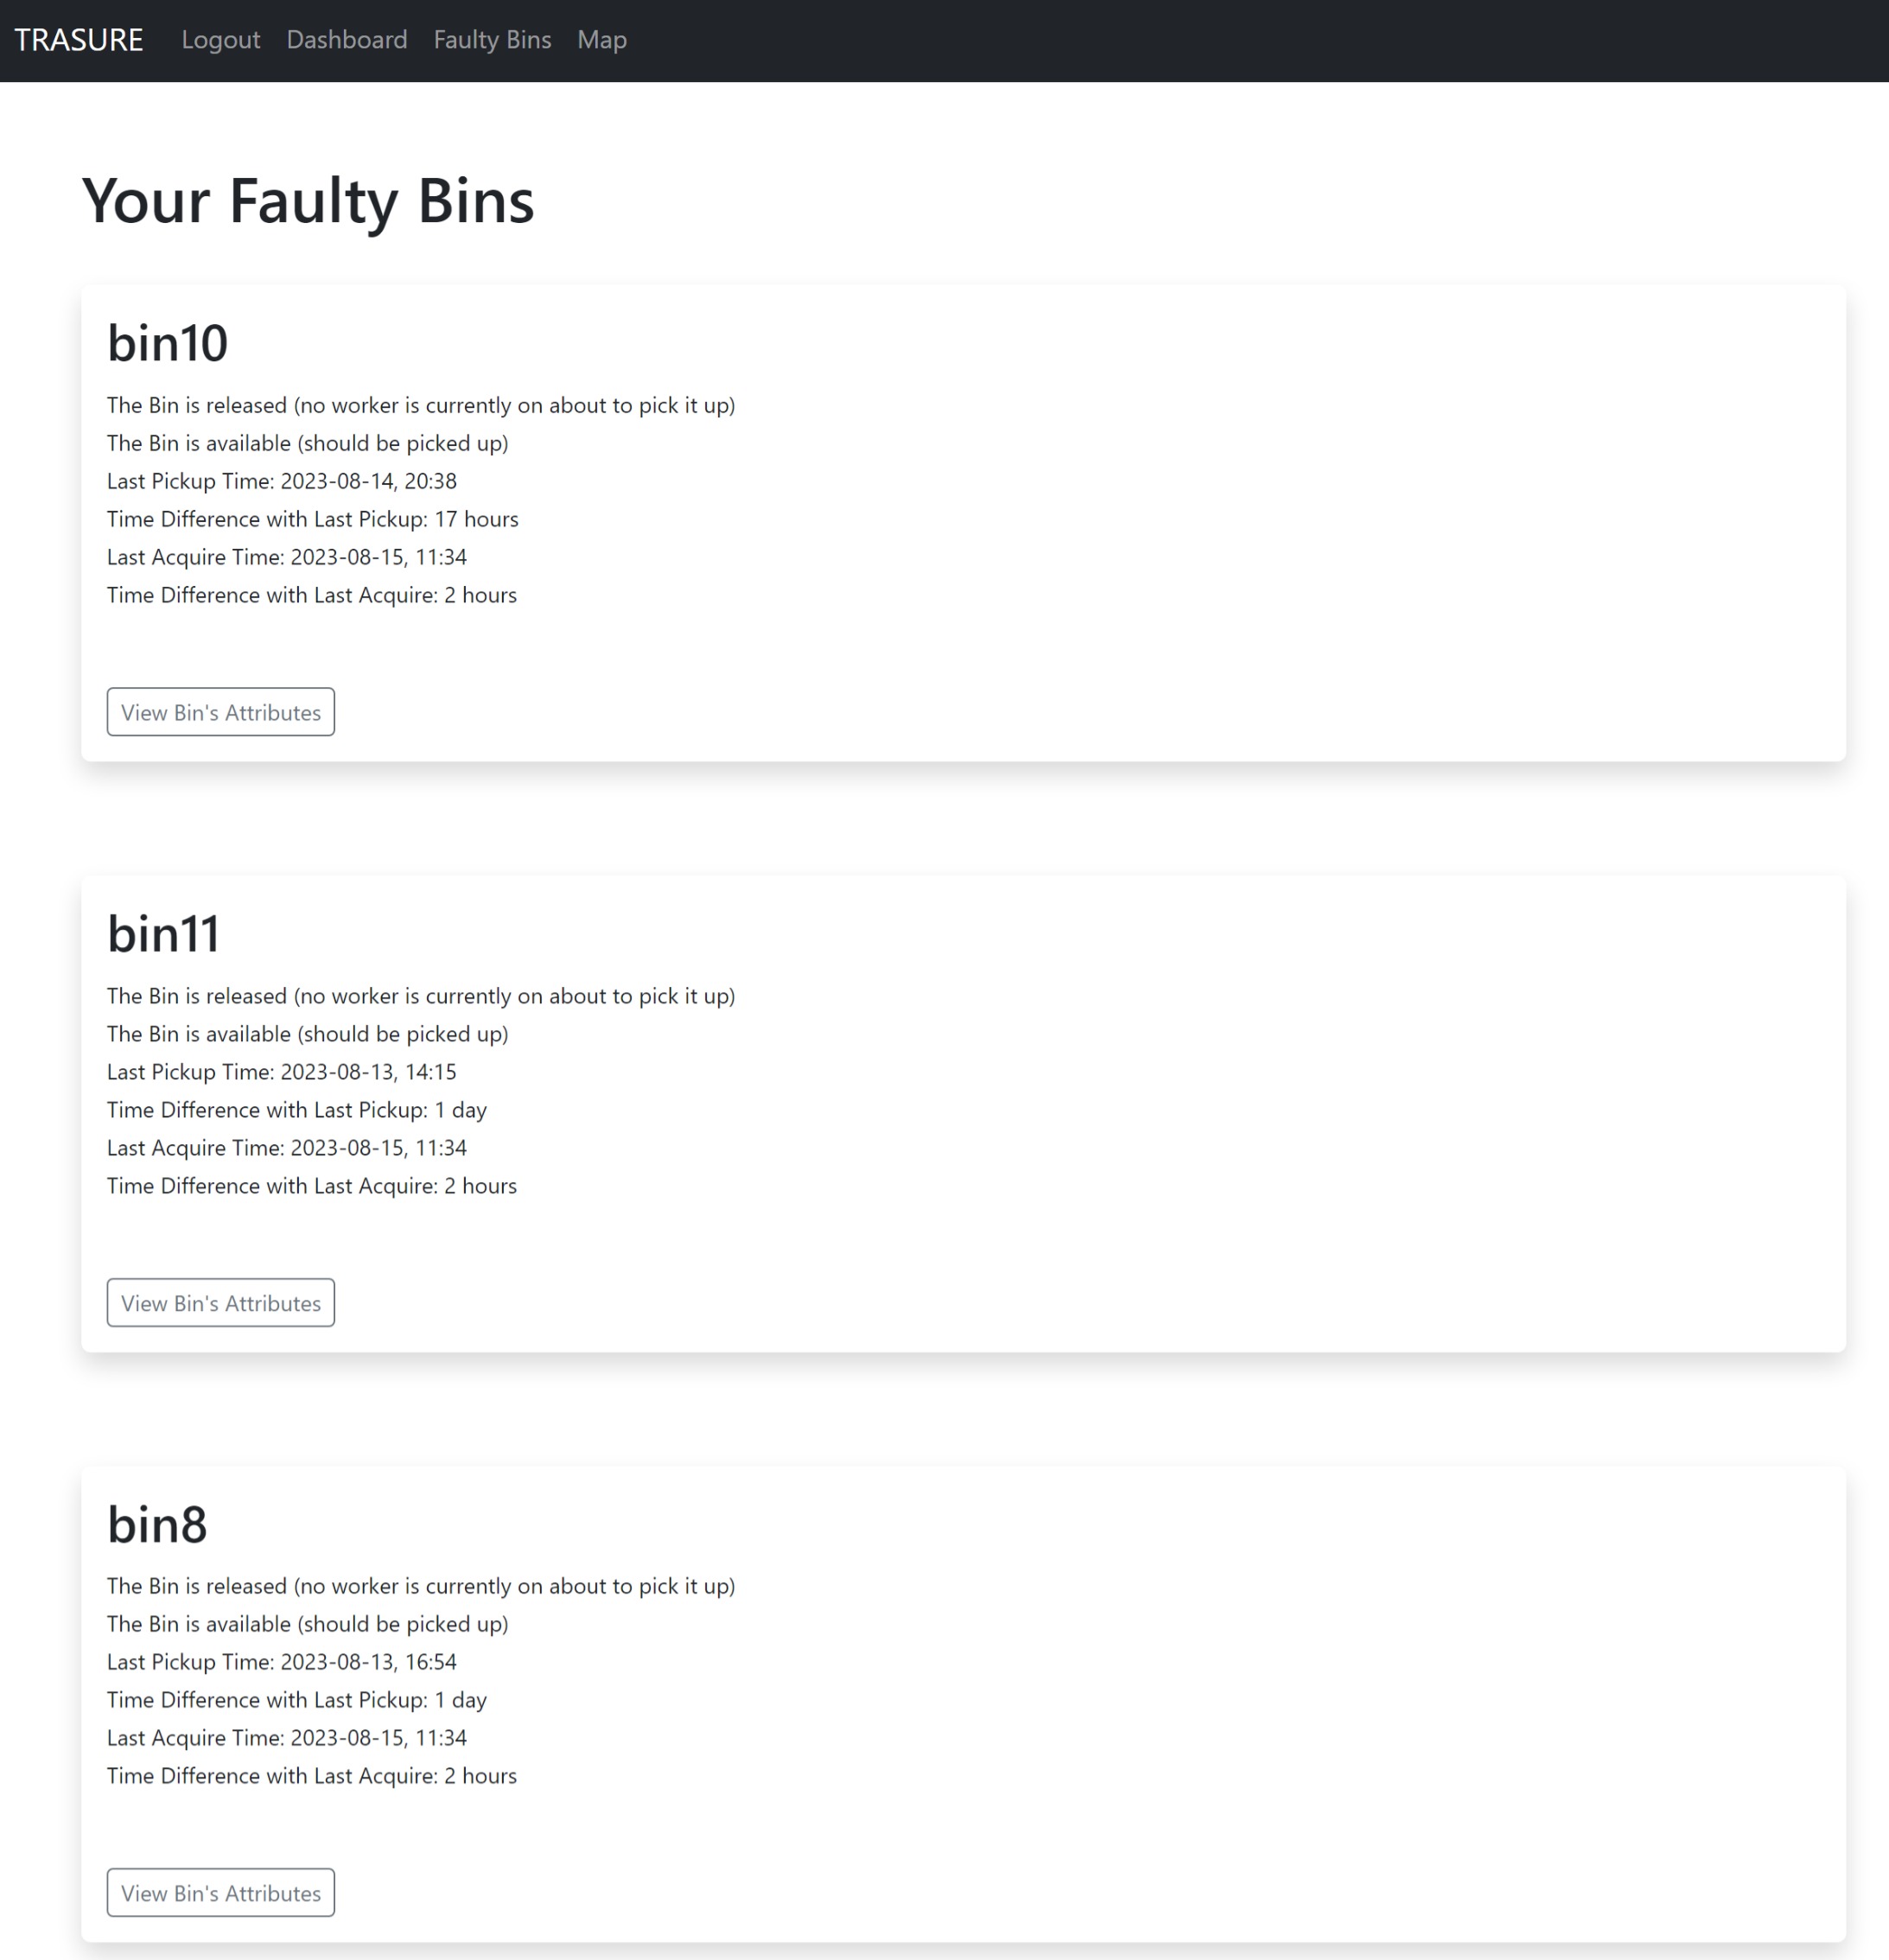 TRASURE Logout Dashboard Faulty Bins Map
Your Faulty Bins
bin10
The Bin is released (no worker is currently on about to pick it up)
The Bin is available (should be picked up)
Last Pickup Time: 2023-08-14, 20:38
Time Difference with Last Pickup: 17 hours
Last Acquire Time: 2023-08-15, 11:34
Time Difference with Last Acquire: 2 hours
View Bin's Attributes
bin11
The Bin is released (no worker is currently on about to pick it up)
The Bin is available (should be picked up)
Last Pickup Time: 2023-08-13, 14:15
Time Difference with Last Pickup: 1 day
Last Acquire Time: 2023-08-15, 11:34
Time Difference with Last Acquire: 2 hours
View Bin's Attributes
bin8
The Bin is released (no worker is currently on about to pick it up)
The Bin is available (should be picked up)
Last Pickup Time: 2023-08-13, 16:54
Time Difference with Last Pickup: 1 day
Last Acquire Time: 2023-08-15, 11:34
Time Difference with Last Acquire: 2 hours
View Bin's Attributes